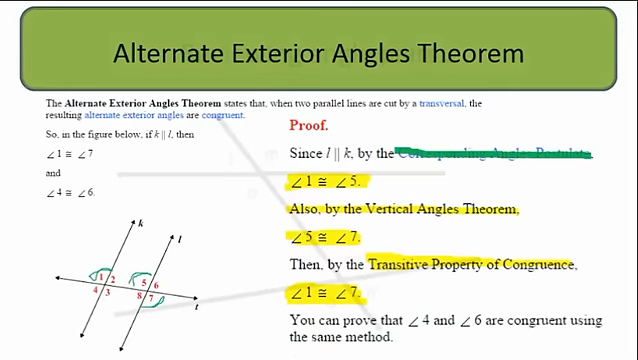 Alternate Exterior Angles Theorem
The Alternate Exterior Angles Theorem states that, when two parallel lines are cut by a transversal, the
resulting alternate exterior angles are congruent.
So, in the figure below, if k ∥ l, then
∠1 ≅ ∠7
and
∠4 ≅ ∠6.
Proof.
Since l ∥ k, by the Corresponding Angles Postulate,
∠1 ≅ ∠5.
Also, by the Vertical Angles Theorem,
∠5 ≅ ∠7.
Then, by the Transitive Property of Congruence,
∠1 ≅ ∠7.
You can prove that ∠4 and ∠6 are congruent using
the same method.
k
l
1 2
4 3
5 6
8 7
t